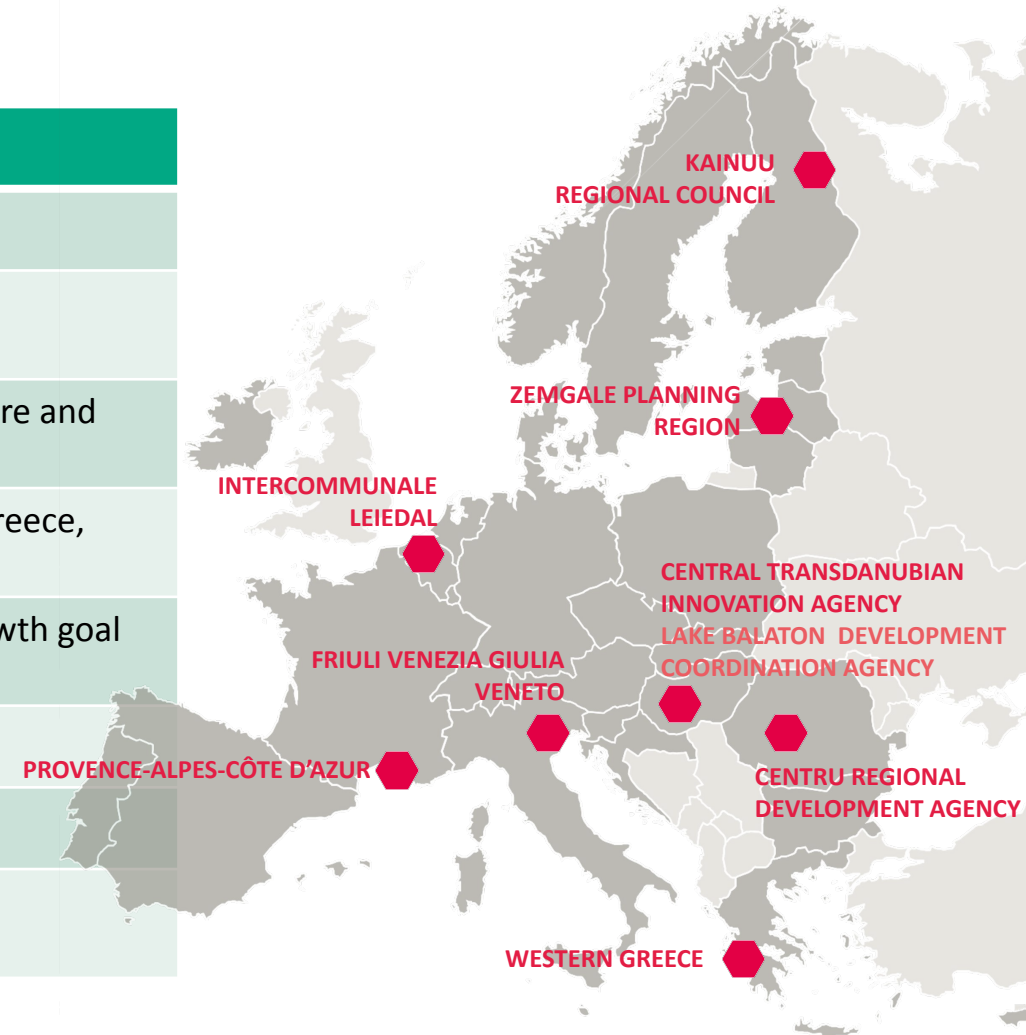 re and
reece,
wth goal
KAINUU
REGIONAL COUNCIL
ZEMGALE PLANNING
REGION
INTERCOMMUNALE
LEIEDAL
CENTRAL TRANSDANUBIAN
INNOVATION AGENCY
LAKE BALATON DEVELOPMENT
COORDINATION AGENCY
FRIULI VENEZIA GIULIA
VENETO
PROVENCE-ALPES-CÔTE D'AZUR
CENTRU REGIONAL
DEVELOPMENT AGENCY
WESTERN GREECE